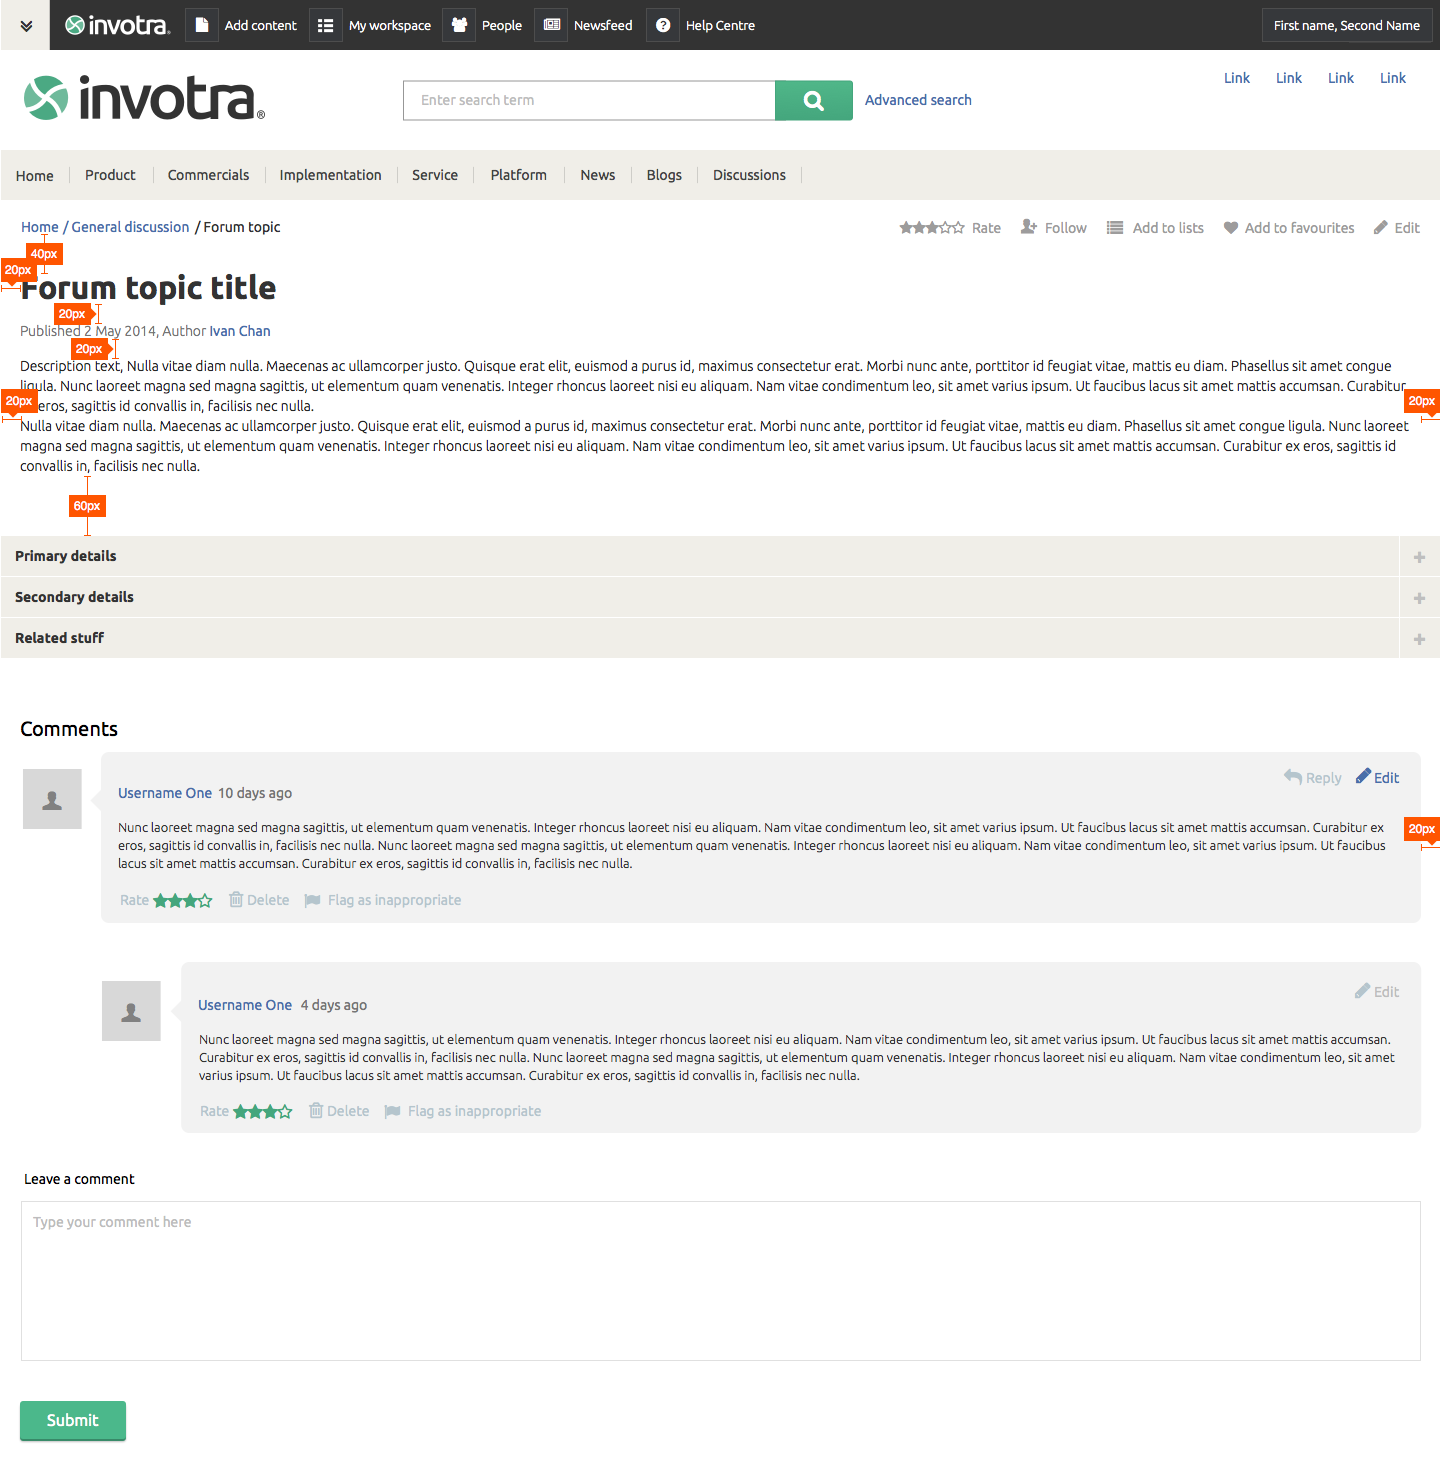 invotra.
Add content
My workspace
People
Newsfeed
Help Centre
First name, Second Name
invotra®
Enter search term
Advanced search
Link
Link
Link
Link
Home
Product
Commercials
Implementation
Service
Platform
News
Blogs
Discussions
Home / General discussion / Forum topic
Rate
Follow
Add to lists
Add to favourites
Edit
40px
20px
Forum topic title
20px
Published 2 May 2014, Author Ivan Chan
20px
Description text, Nulla vitae diam nulla. Maecenas ac ullamcorper justo. Quisque erat elit, euismod a purus id, maximus consectetur erat. Morbi nunc ante, porttitor id feugiat vitae, mattis eu diam. Phasellus sit amet congue
ligula. Nunc laoreet magna sed magna sagittis, ut elementum quam venenatis. Integer rhoncus laoreet nisi eu aliquam. Nam vitae condimentum leo, sit amet varius ipsum. Ut faucibus lacus sit amet mattis accumsan. Curabitur
20px
eros, sagittis id convallis in, facilisis nec nulla.
20px
Nulla vitae diam nulla. Maecenas ac ullamcorper justo. Quisque erat elit, euismod a purus id, maximus consectetur erat. Morbi nunc ante, porttitor id feugiat vitae, mattis eu diam. Phasellus sit amet congue ligula. Nunc laoreet
magna sed magna sagittis, ut elementum quam venenatis. Integer rhoncus laoreet nisi eu aliquam. Nam vitae condimentum leo, sit amet varius ipsum. Ut faucibus lacus sit amet mattis accumsan. Curabitur ex eros, sagittis id
convallis in, facilisis nec nulla.
60px
Primary details
Secondary details
Related stuff
Comments
Reply
Edit
Username One 10 days ago
Nunc laoreet magna sed magna sagittis, ut elementum quam venenatis. Integer rhoncus laoreet nisi eu aliquam. Nam vitae condimentum leo, sit amet varius ipsum. Ut faucibus lacus sit amet mattis accumsan. Curabitur ex
20px
eros, sagittis id convallis in, facilisis nec nulla. Nunc laoreet magna sed magna sagittis, ut elementum quam venenatis. Integer rhoncus laoreet nisi eu aliquam. Nam vitae condimentum leo, sit amet varius ipsum. Ut faucibus
lacus sit amet mattis accumsan. Curabitur ex eros, sagittis id convallis in, facilisis nec nulla.
Rate
Delete
Flag as inappropriate
Edit
Username One 4 days ago
Nunc laoreet magna sed magna sagittis, ut elementum quam venenatis. Integer rhoncus laoreet nisi eu aliquam. Nam vitae condimentum leo, sit amet varius ipsum. Ut faucibus lacus sit amet mattis accumsan.
Curabitur ex eros, sagittis id convallis in, facilisis nec nulla. Nunc laoreet magna sed magna sagittis, ut elementum quam venenatis. Integer rhoncus laoreet nisi eu aliquam. Nam vitae condimentum leo, sit amet
varius ipsum. Ut faucibus lacus sit amet mattis accumsan. Curabitur ex eros, sagittis id convallis in, facilisis nec nulla.
Rate
Delete
Flag as inappropriate
Leave a comment
Type your comment here
Submit